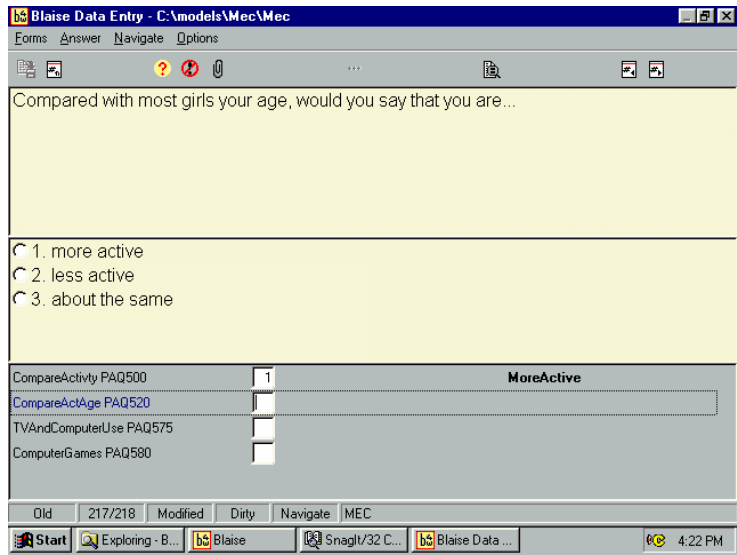 Blaise Data Entry - C:\models\Mec\Mec
Forms Answer Navigate Options
Compared with most girls your age, would you say that you are...
1. more active
2. less active
3. about the same
CompareActivty PAQ500 1 MoreActive
CompareActAge PAQ520
TVAndComputerUse PAQ575
ComputerGames PAQ580
Old 217/218 Modified Dirty Navigate MEC
Start Exploring - B... Blaise SnagIt/32 C... Blaise Data ... 4:22 PM